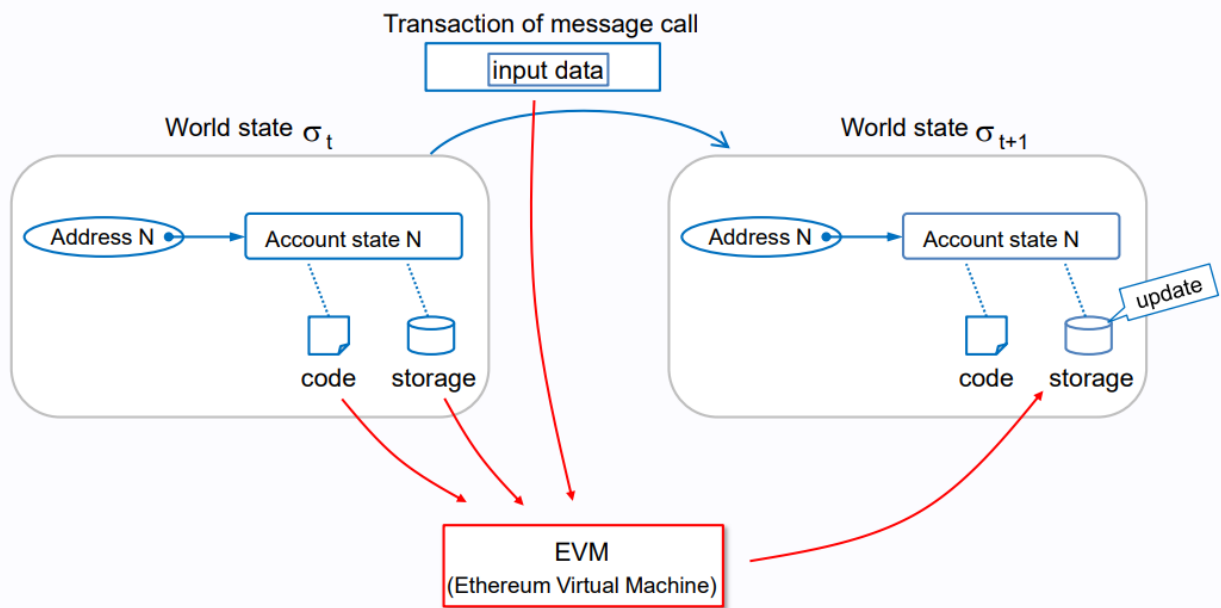 Transaction of message call
input data
World state σ t
World state σ t+1
Address N
Account state N
Address N
Account state N
update
code
storage
code
storage
EVM
(Ethereum Virtual Machine)